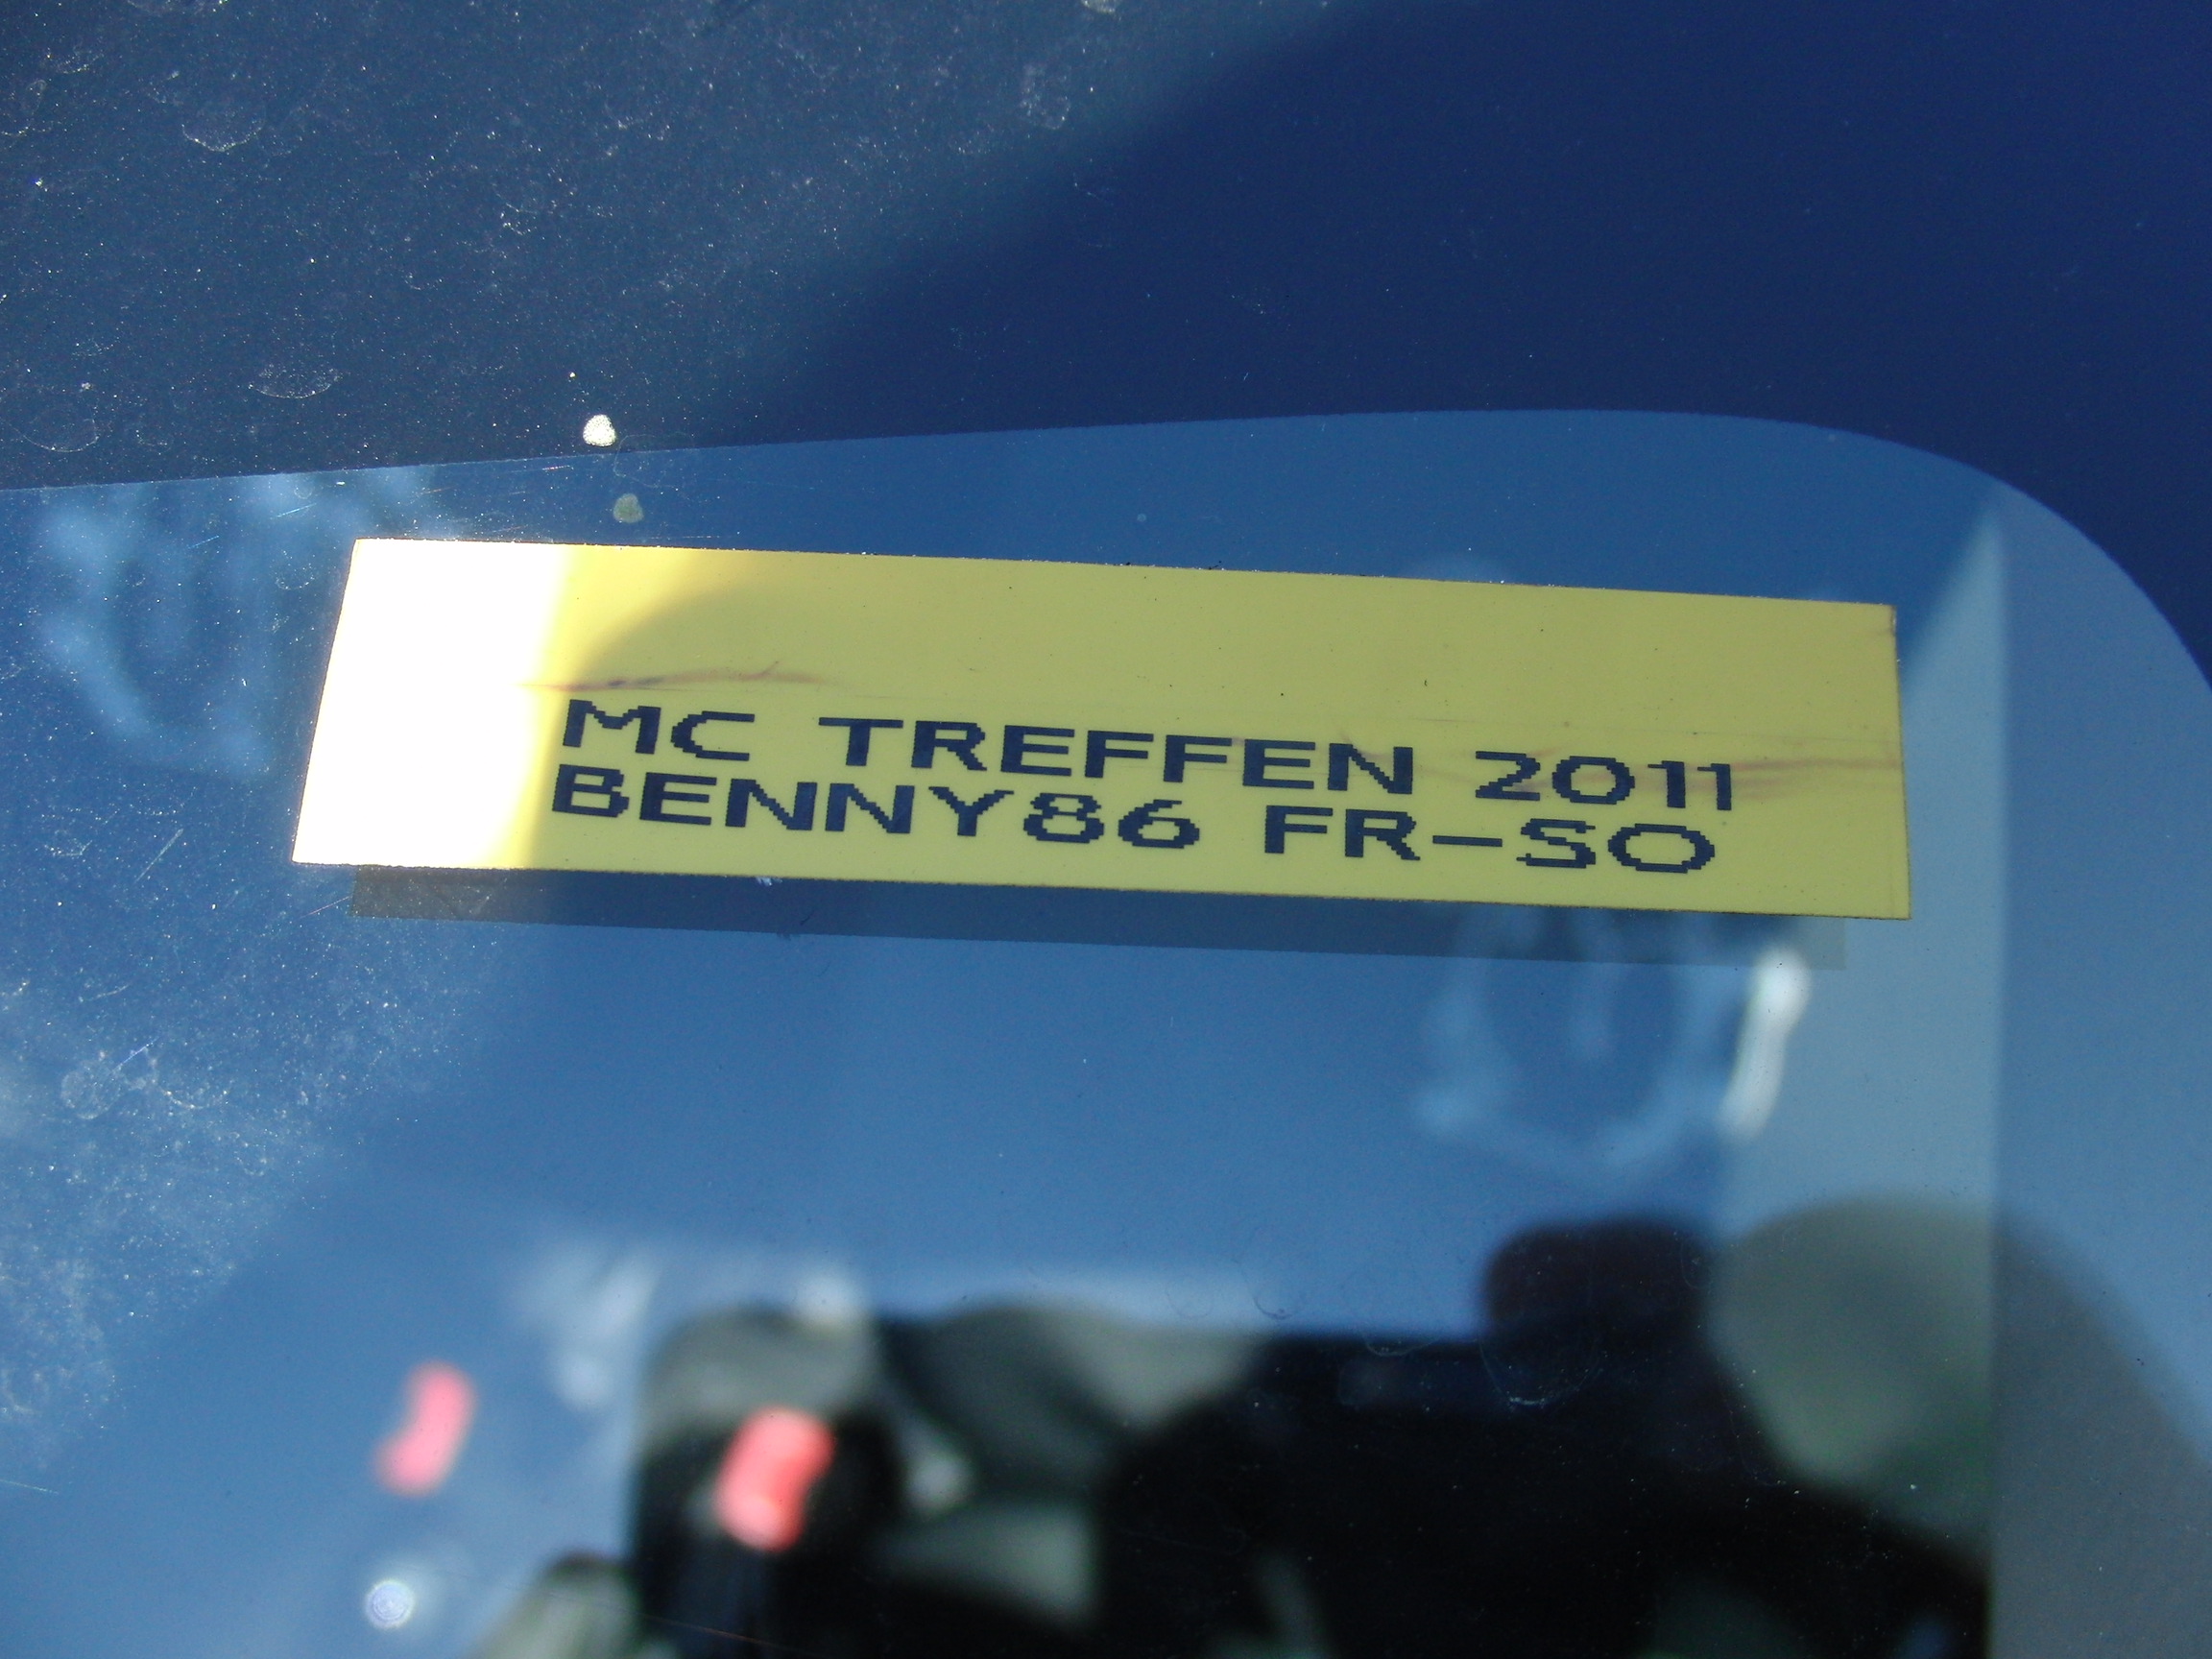 MC TREFFEN 2011
BENNY86 FR-SO